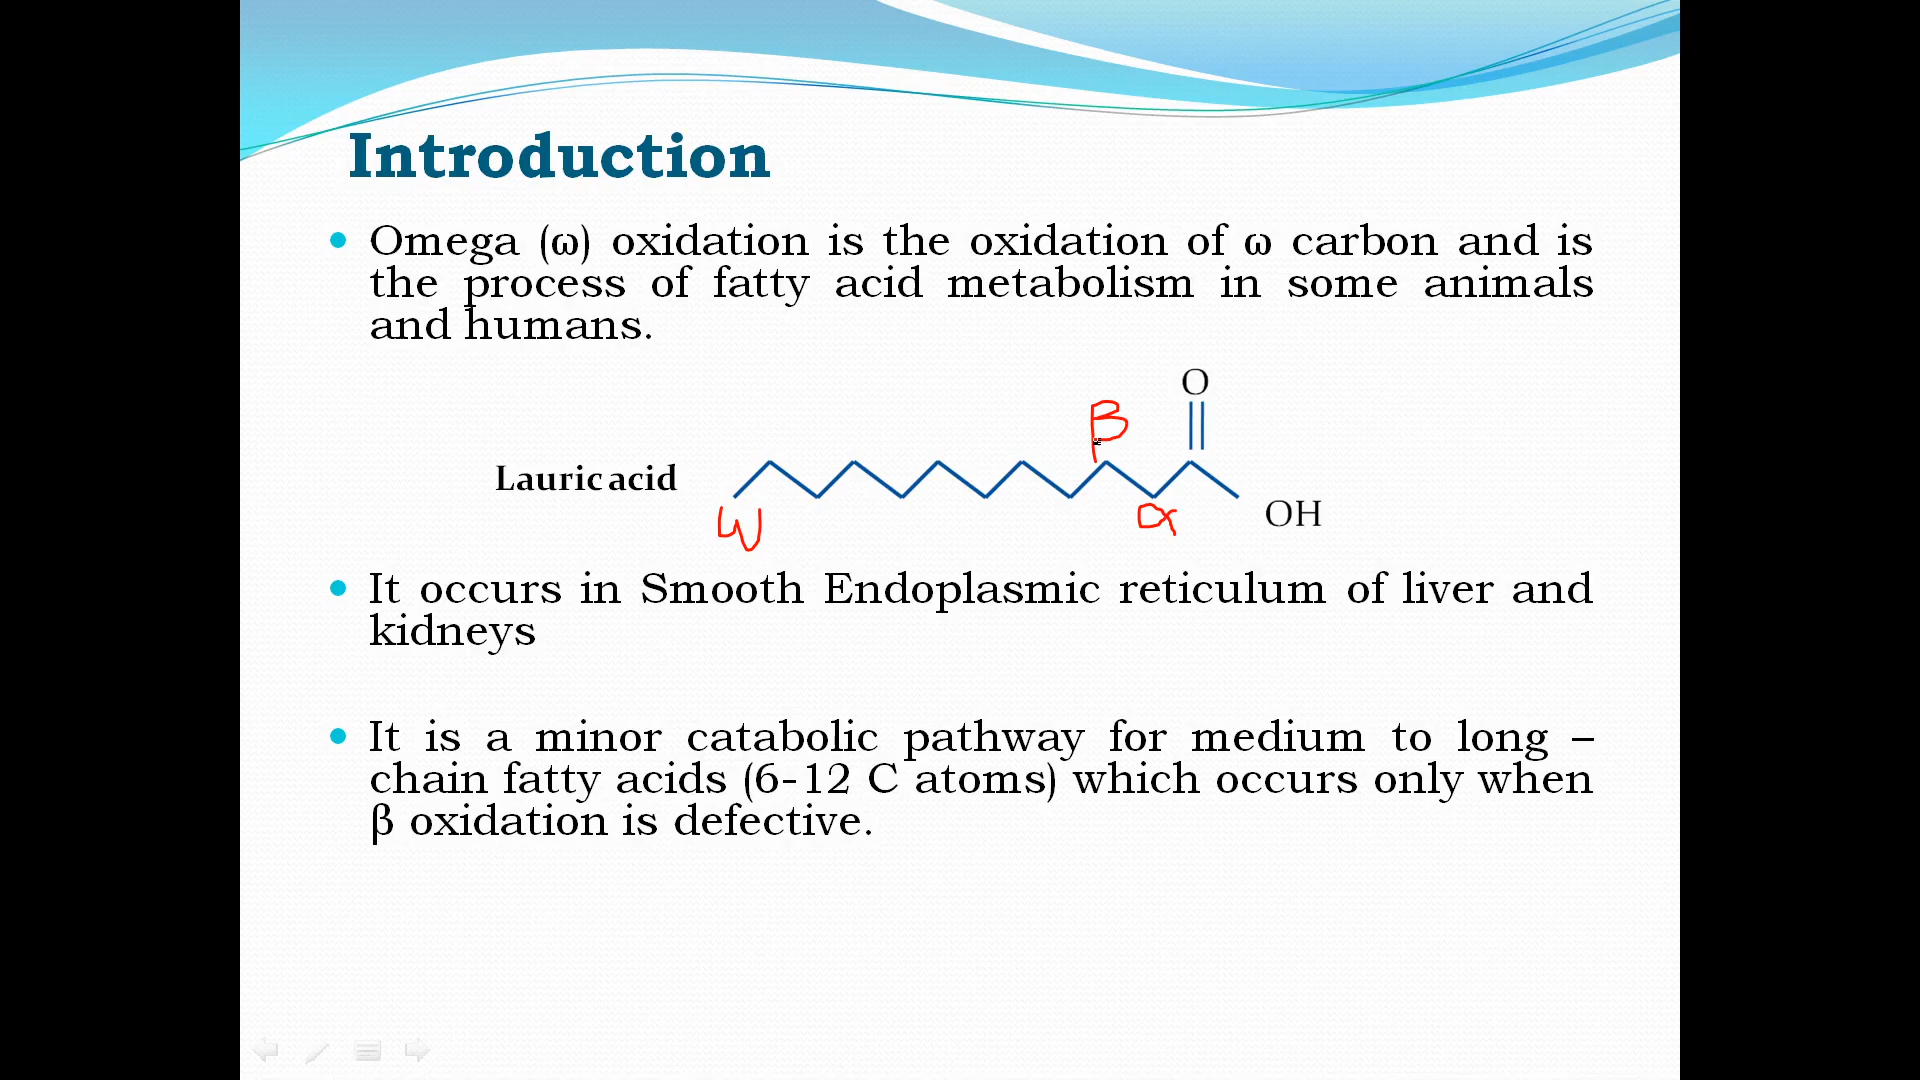 Introduction
Omega (ω) oxidation is the oxidation of ω carbon and is
the process of fatty acid metabolism in some animals
and humans.
O
β
Lauric acid
ω
α
OH
It occurs in Smooth Endoplasmic reticulum of liver and
kidneys
It is a minor catabolic pathway for medium to long –
chain fatty acids (6-12 C atoms) which occurs only when
β oxidation is defective.